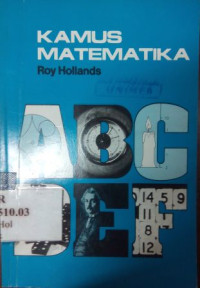 KAMUS
MATEMATIKA
Roy Hollands
ABC
DEF
14 5 9
11
8
12
R
510.03
Hol